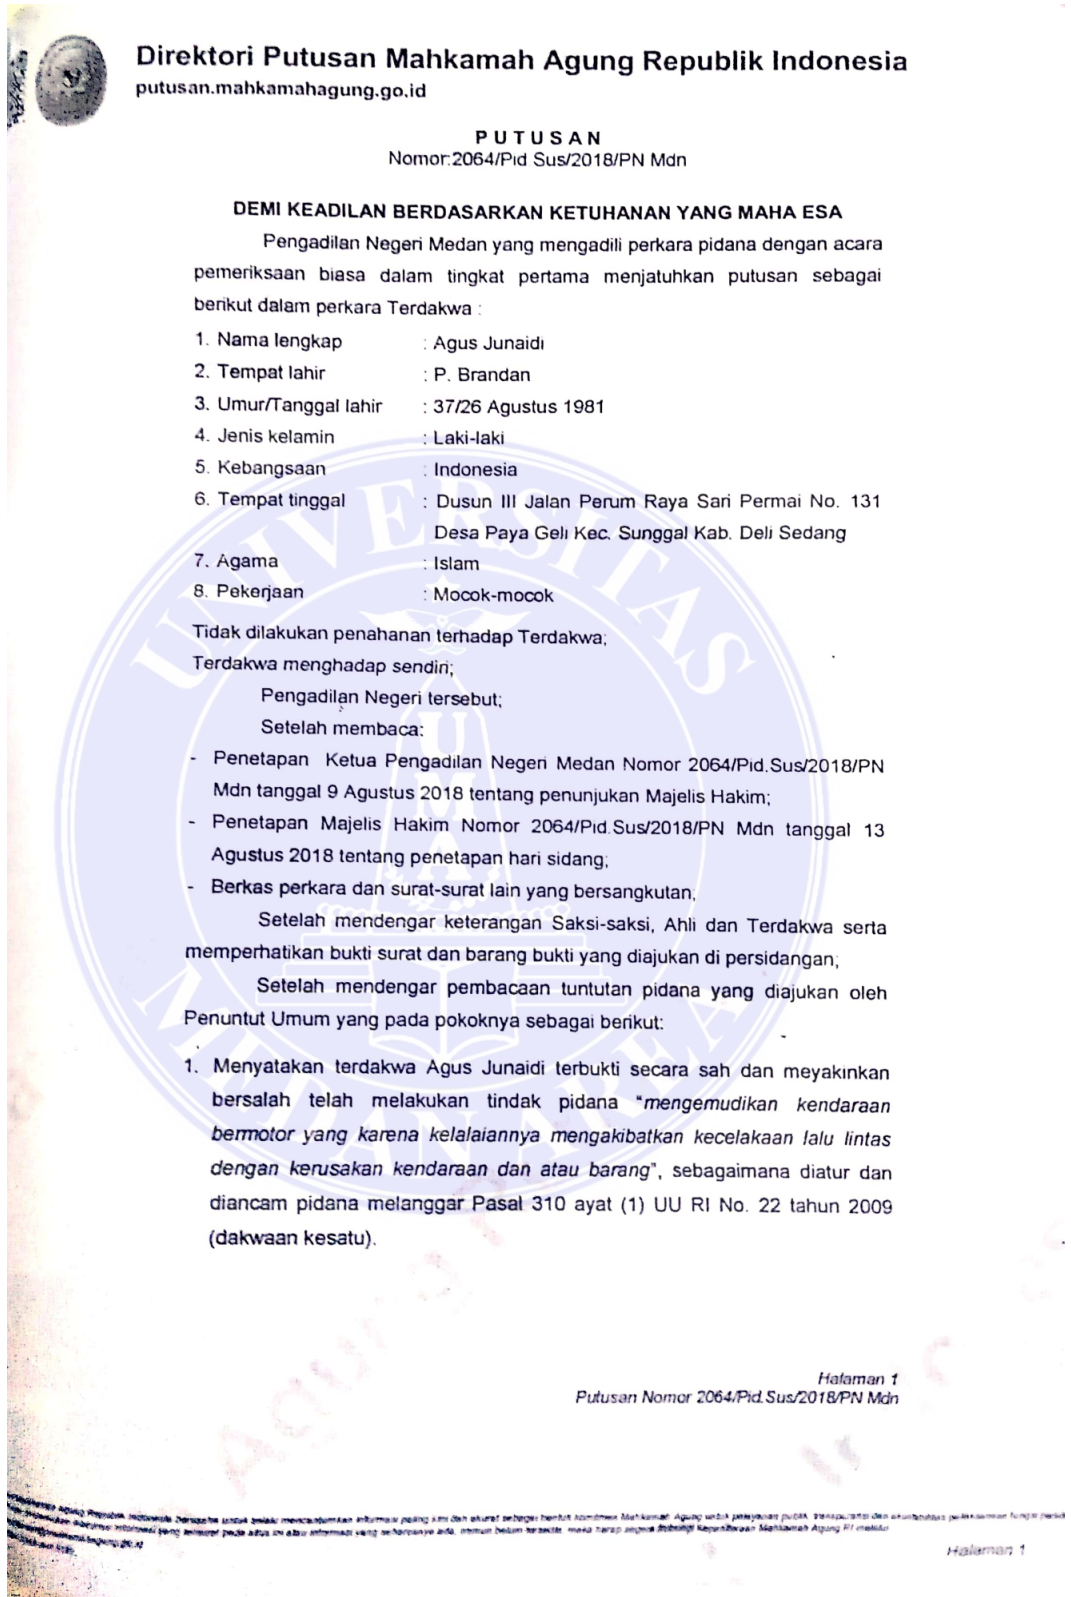 Direktori Putusan Mahkamah Agung Republik Indonesia
putusan.mahkamahagung.go.id
P U T U S A N
Nomor:2064/Pid Sus/2018/PN Mdn
DEMI KEADILAN BERDASARKAN KETUHANAN YANG MAHA ESA
Pengadilan Negeri Medan yang mengadili perkara pidana dengan acara
pemeriksaan biasa dalam tingkat pertama menjatuhkan putusan sebagai
berikut dalam perkara Terdakwa :
1. Nama lengkap : Agus Junaidi
2. Tempat lahir : P. Brandan
3. Umur/Tanggal lahir : 37/26 Agustus 1981
4. Jenis kelamin : Laki-laki
5. Kebangsaan : Indonesia
6. Tempat tinggal : Dusun III Jalan Perum Raya Sari Permai No. 131
Desa Paya Geli Kec. Sunggal Kab. Deli Sedang
7. Agama : Islam
8. Pekerjaan : Mocok-mocok
Tidak dilakukan penahanan terhadap Terdakwa;
Terdakwa menghadap sendiri;
Pengadilan Negeri tersebut;
Setelah membaca:
- Penetapan Ketua Pengadilan Negeri Medan Nomor 2064/Pid.Sus/2018/PN
Mdn tanggal 9 Agustus 2018 tentang penunjukan Majelis Hakim;
- Penetapan Majelis Hakim Nomor 2064/Pid.Sus/2018/PN Mdn tanggal 13
Agustus 2018 tentang penetapan hari sidang;
- Berkas perkara dan surat-surat lain yang bersangkutan;
Setelah mendengar keterangan Saksi-saksi, Ahli dan Terdakwa serta
memperhatikan bukti surat dan barang bukti yang diajukan di persidangan;
Setelah mendengar pembacaan tuntutan pidana yang diajukan oleh
Penuntut Umum yang pada pokoknya sebagai berikut:
1. Menyatakan terdakwa Agus Junaidi terbukti secara sah dan meyakinkan
bersalah telah melakukan tindak pidana "mengemudikan kendaraan
bermotor yang karena kelalaiannya mengakibatkan kecelakaan lalu lintas
dengan kerusakan kendaraan dan atau barang", sebagaimana diatur dan
diancam pidana melanggar Pasal 310 ayat (1) UU RI No. 22 tahun 2009
(dakwaan kesatu).
UNIVERSITAS
UMA
MEDAN AREA
Agung
Halaman 1
Putusan Nomor 2064/Pid.Sus/2018/PN Mdn
Halaman 1